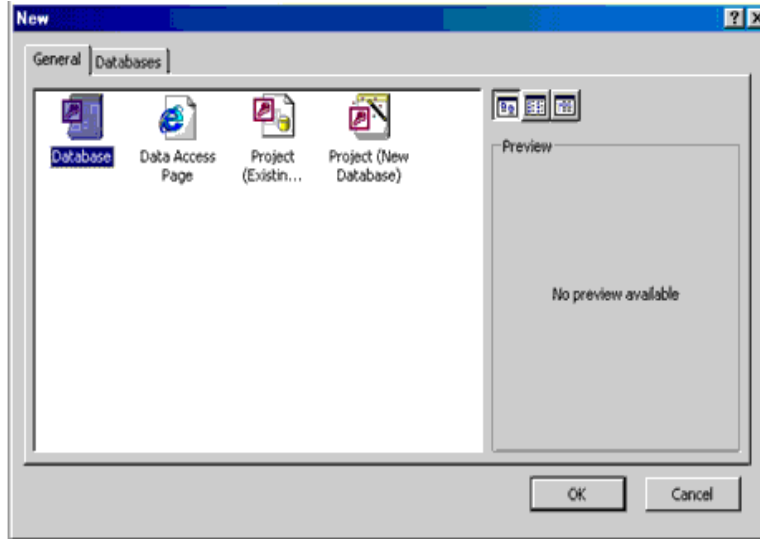 New
General Databases
Database Data Access Project Project (New
Page (Existin... Database)
Preview
No preview available
OK Cancel